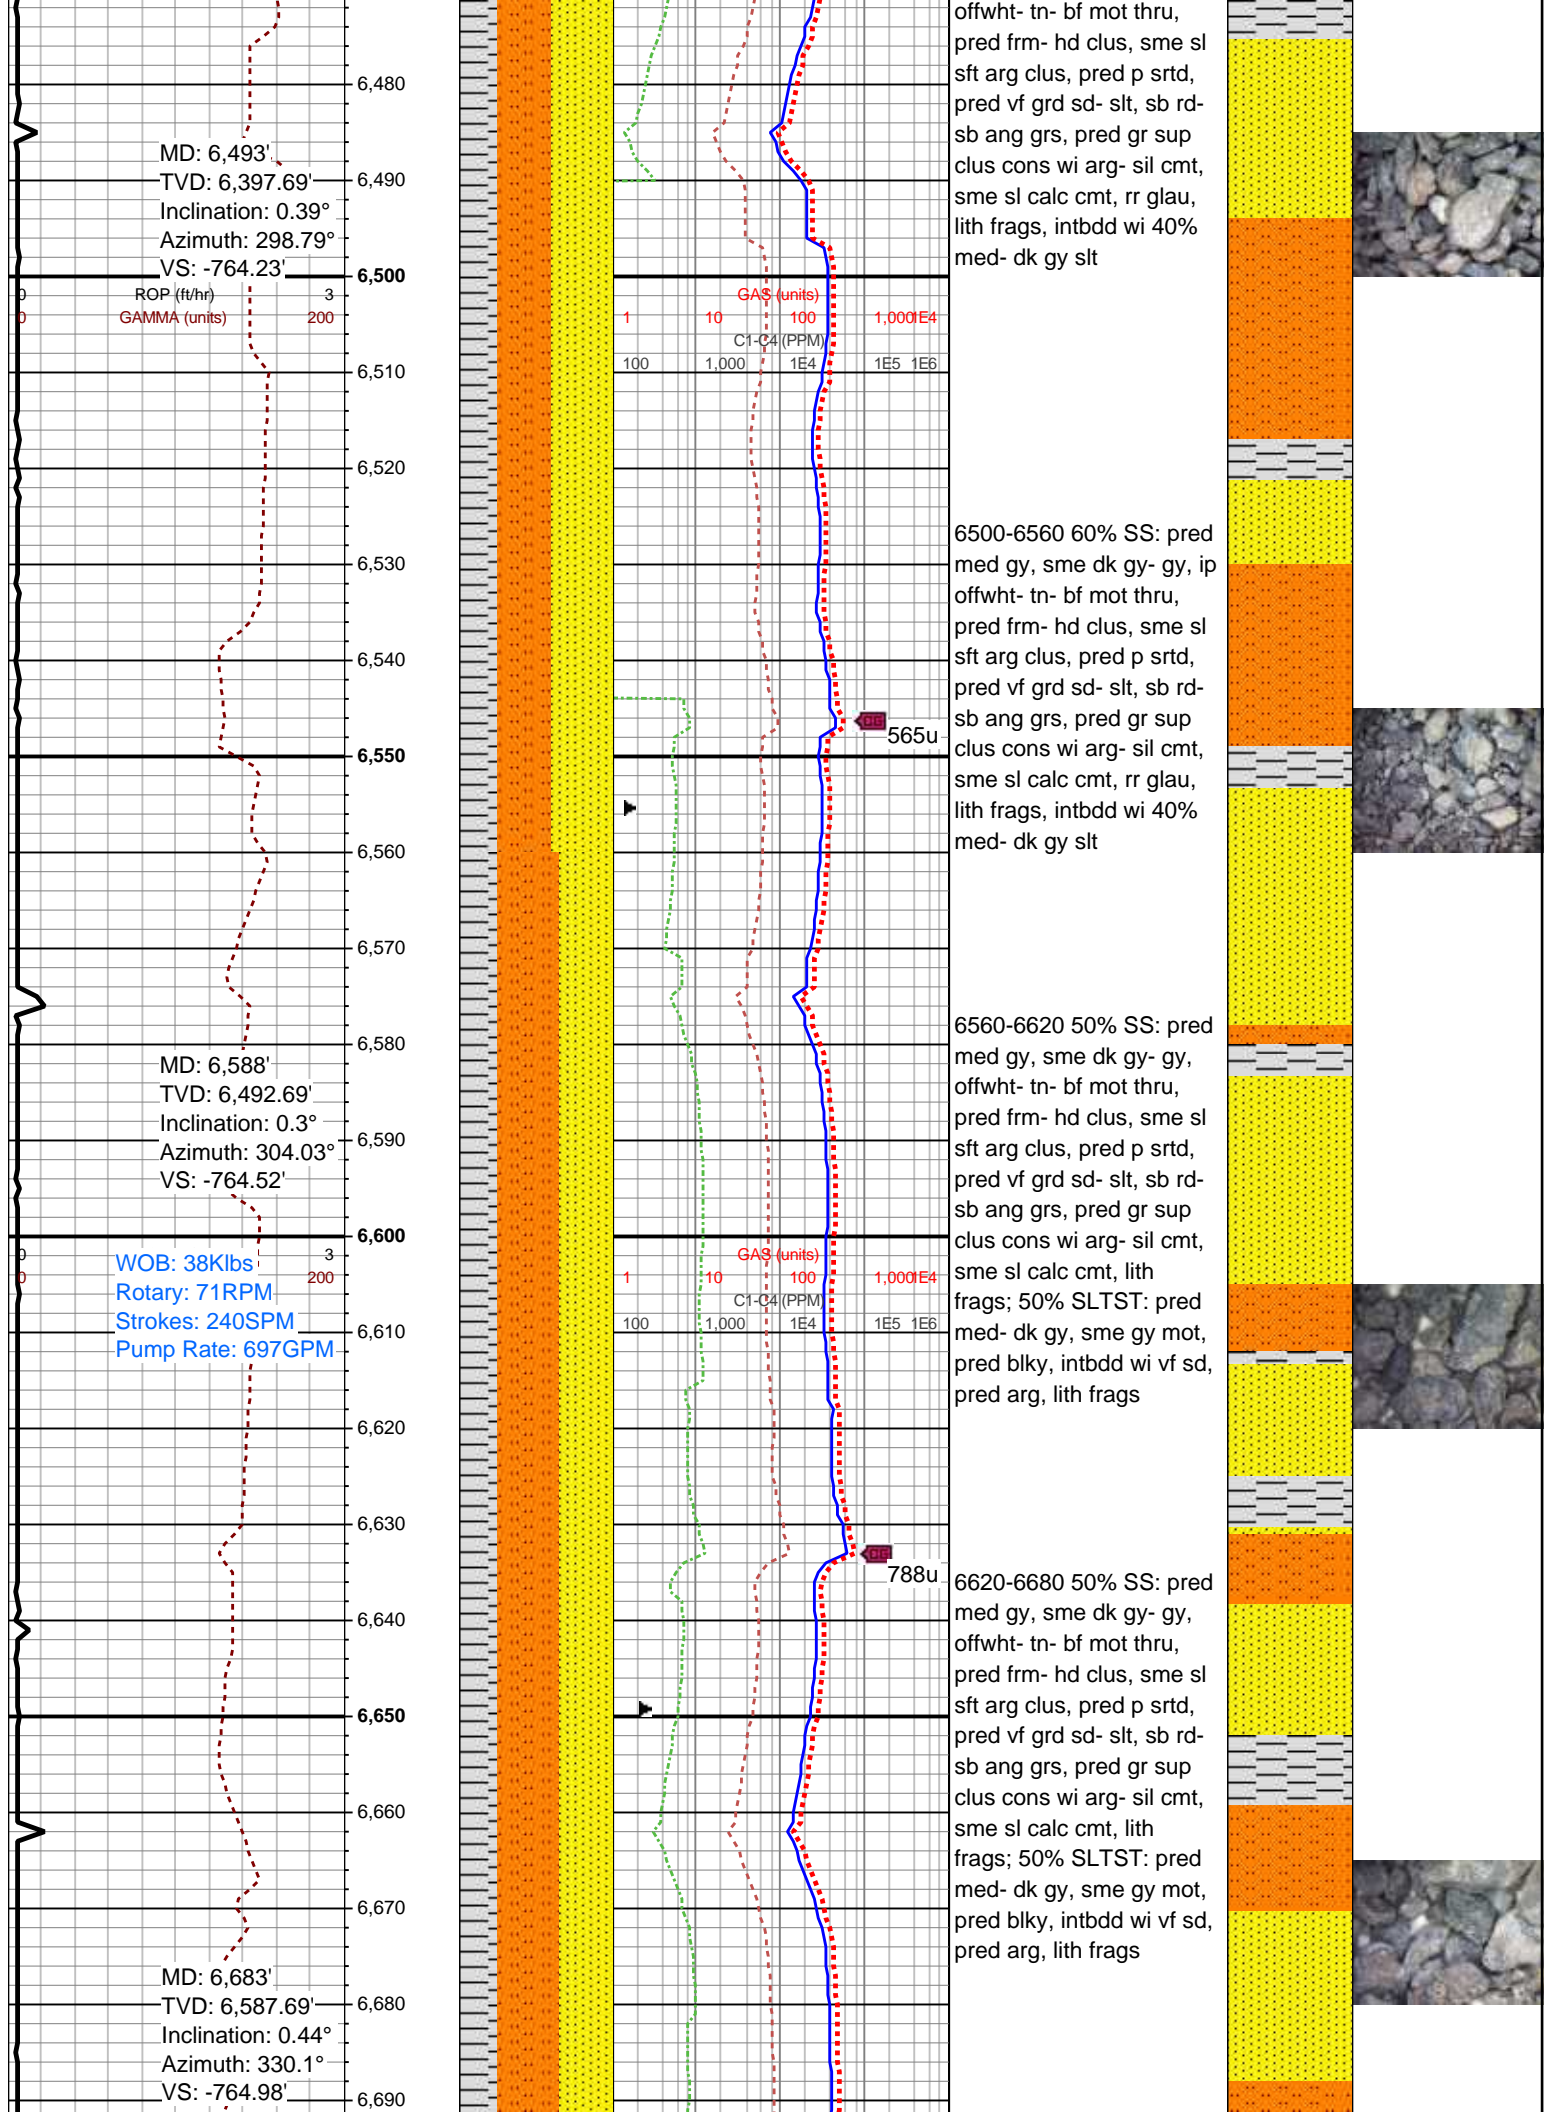 offwht- tn- bf mot thru,
pred frm- hd clus, sme sl
sft arg clus, pred p srtd,
pred vf grd sd- slt, sb rd-
sb ang grs, pred gr sup
clus cons wi arg- sil cmt,
sme sl calc cmt, rr glau,
lith frags, intbdd wi 40%
med- dk gy slt
6,480
MD: 6,493'
TVD: 6,397.69'
Inclination: 0.39°
Azimuth: 298.79°
VS: -764.23'
6,490
6,500
0 ROP (ft/hr) 3
0 GAMMA (units) 200
GAS (units)
1 10 100 1,000 1E4
C1-C4 (PPM)
100 1,000 1E4 1E5 1E6
6,510
6,520
6,530
6,540
6,550
6,560
6,570
CG
565u
6500-6560 60% SS: pred
med gy, sme dk gy- gy, ip
offwht- tn- bf mot thru,
pred frm- hd clus, sme sl
sft arg clus, pred p srtd,
pred vf grd sd- slt, sb rd-
sb ang grs, pred gr sup
clus cons wi arg- sil cmt,
sme sl calc cmt, rr glau,
lith frags, intbdd wi 40%
med- dk gy slt
6,580
MD: 6,588'
TVD: 6,492.69'
Inclination: 0.3°
Azimuth: 304.03°
VS: -764.52'
6,590
6,600
0 3
0 200
WOB: 38Klbs
Rotary: 71RPM
Strokes: 240SPM
Pump Rate: 697GPM
GAS (units)
1 10 100 1,000 1E4
C1-C4 (PPM)
100 1,000 1E4 1E5 1E6
6560-6620 50% SS: pred
med gy, sme dk gy- gy,
offwht- tn- bf mot thru,
pred frm- hd clus, sme sl
sft arg clus, pred p srtd,
pred vf grd sd- slt, sb rd-
sb ang grs, pred gr sup
clus cons wi arg- sil cmt,
sme sl calc cmt, lith
frags; 50% SLTST: pred
med- dk gy, sme gy mot,
pred blky, intbdd wi vf sd,
pred arg, lith frags
6,610
6,620
6,630
6,640
6,650
6,660
6,670
CG
788u
6620-6680 50% SS: pred
med gy, sme dk gy- gy,
offwht- tn- bf mot thru,
pred frm- hd clus, sme sl
sft arg clus, pred p srtd,
pred vf grd sd- slt, sb rd-
sb ang grs, pred gr sup
clus cons wi arg- sil cmt,
sme sl calc cmt, lith
frags; 50% SLTST: pred
med- dk gy, sme gy mot,
pred blky, intbdd wi vf sd,
pred arg, lith frags
MD: 6,683'
TVD: 6,587.69'
Inclination: 0.44°
Azimuth: 330.1°
VS: -764.98'
6,680
6,690